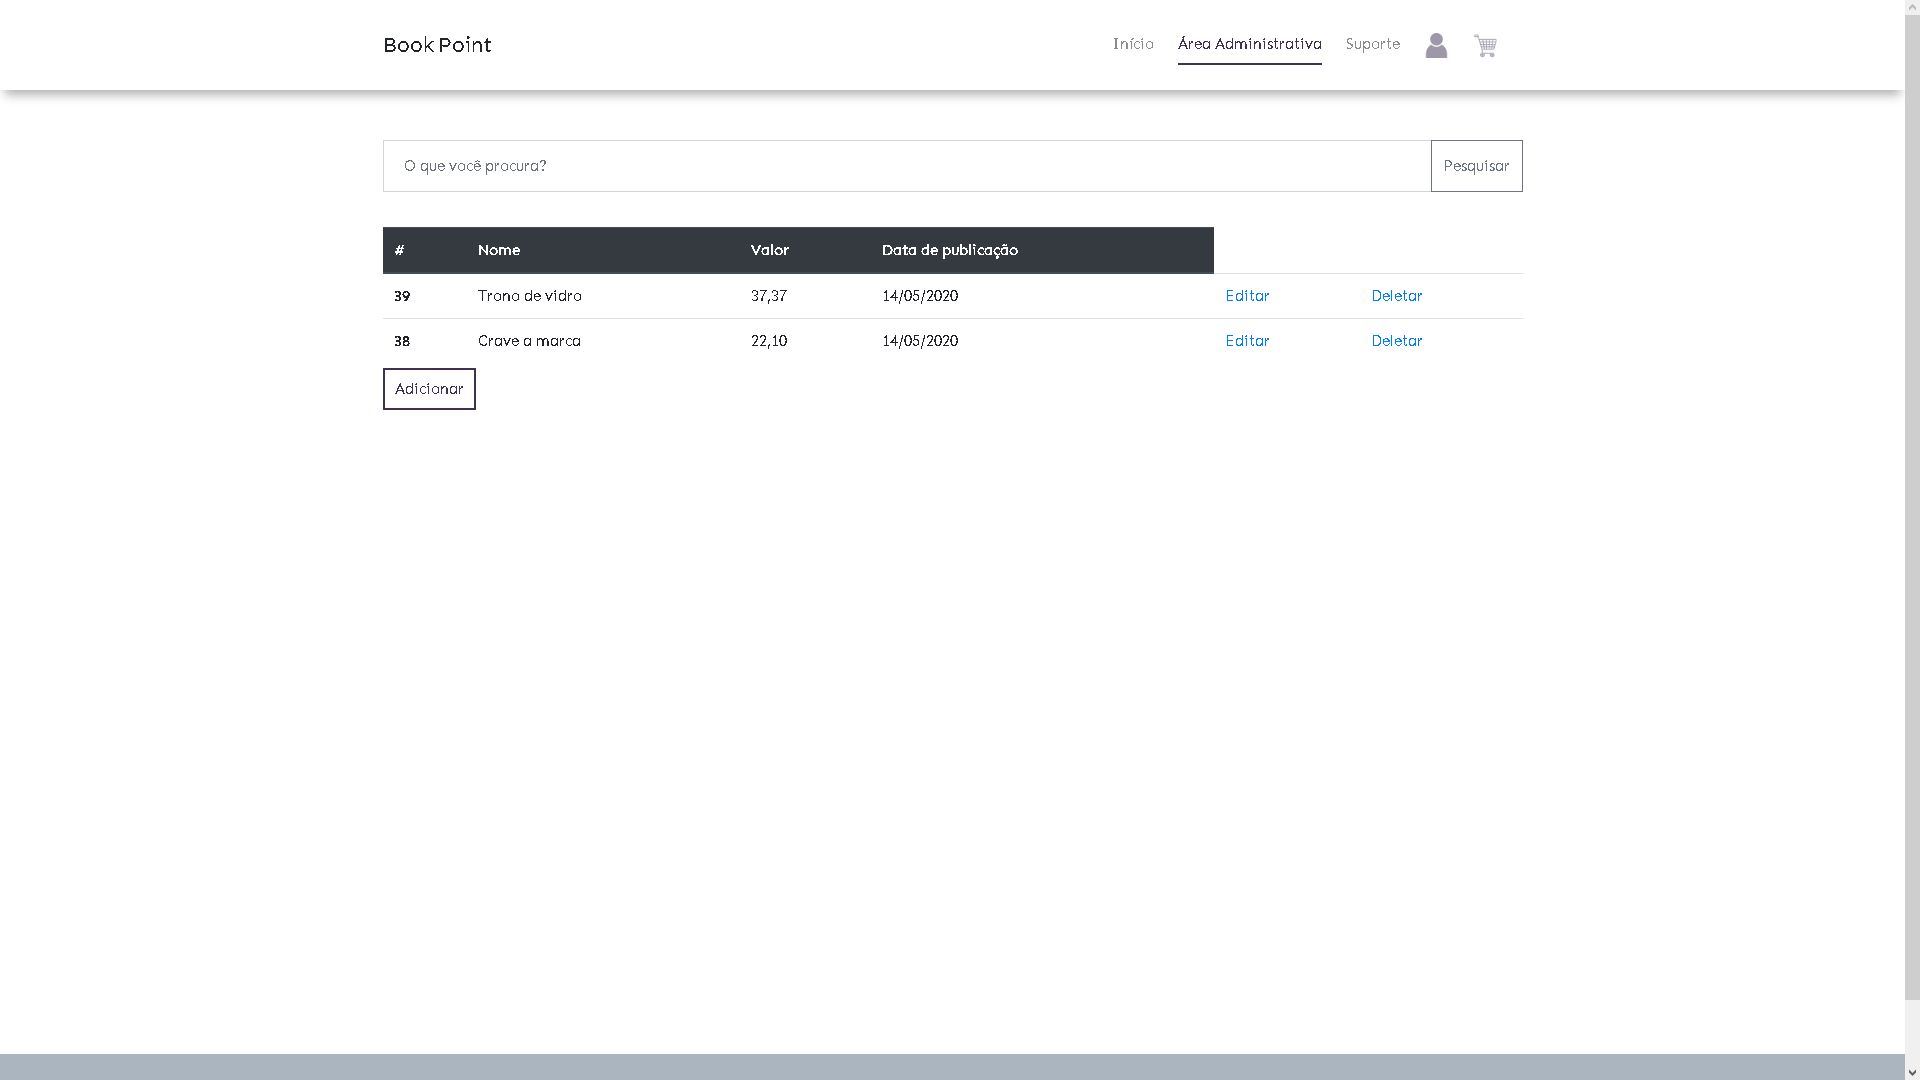 Book Point
Início Área Administrativa Suporte
O que você procura? Pesquisar
# Nome Valor Data de publicação
39 Trono de vidro 37,37 14/05/2020 Editar Deletar
38 Crave a marca 22,10 14/05/2020 Editar Deletar
Adicionar